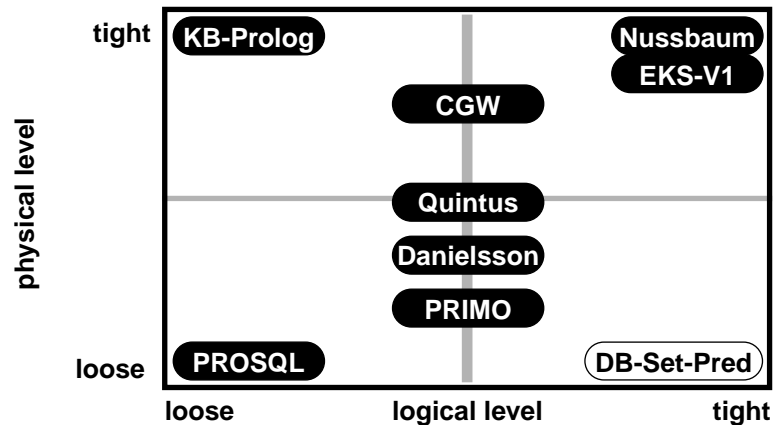 tight
KB-Prolog
Nussbaum
EKS-V1
CGW
physical level
Quintus
Danielsson
PRIMO
loose
PROSQL
DB-Set-Pred
loose
logical level
tight